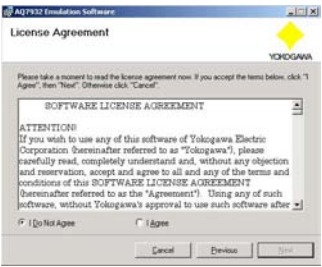 AQ7932 Emulation Software
License Agreement
YOKOGAWA
Please take a moment to read the license agreement now. If you accept the terms below, click "I
Agree", then "Next". Otherwise click "Cancel".
SOFTWARE LICENSE AGREEMENT
ATTENTION!
If you wish to use any of this software of Yokogawa Electric
Corporation (hereinafter referred to as "Yokogawa"), please
carefully read, completely understand and, without any objection
and reservation, accept and agree to all and any of the terms and
conditions of this SOFTWARE LICENSE AGREEMENT
(hereinafter referred to as the "Agreement"). Using any of such
software, without Yokogawa's approval to use such software after
I Do Not Agree
I Agree
Cancel
Previous
Next